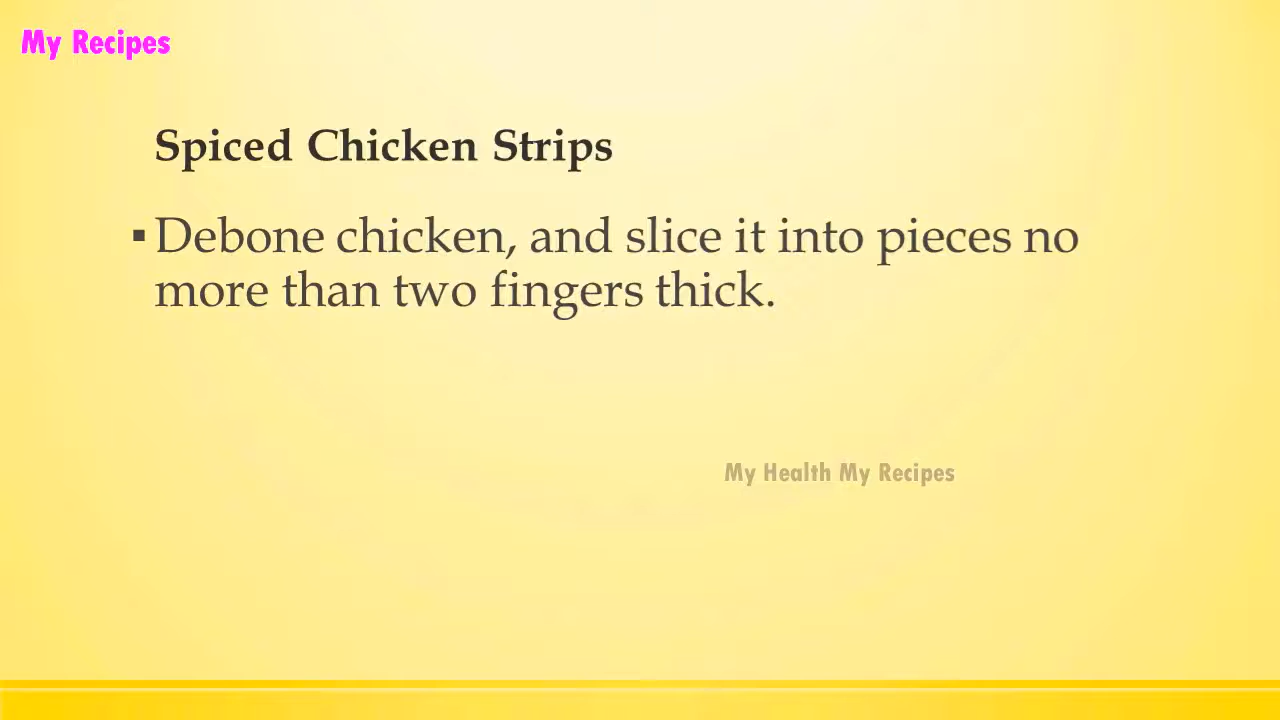 My Recipes
Spiced Chicken Strips
▪ Debone chicken, and slice it into pieces no
more than two fingers thick.
My Health My Recipes